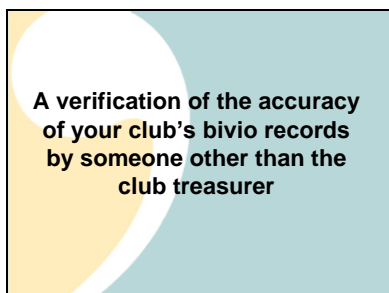 A verification of the accuracy
of your club's bivio records
by someone other than the
club treasurer